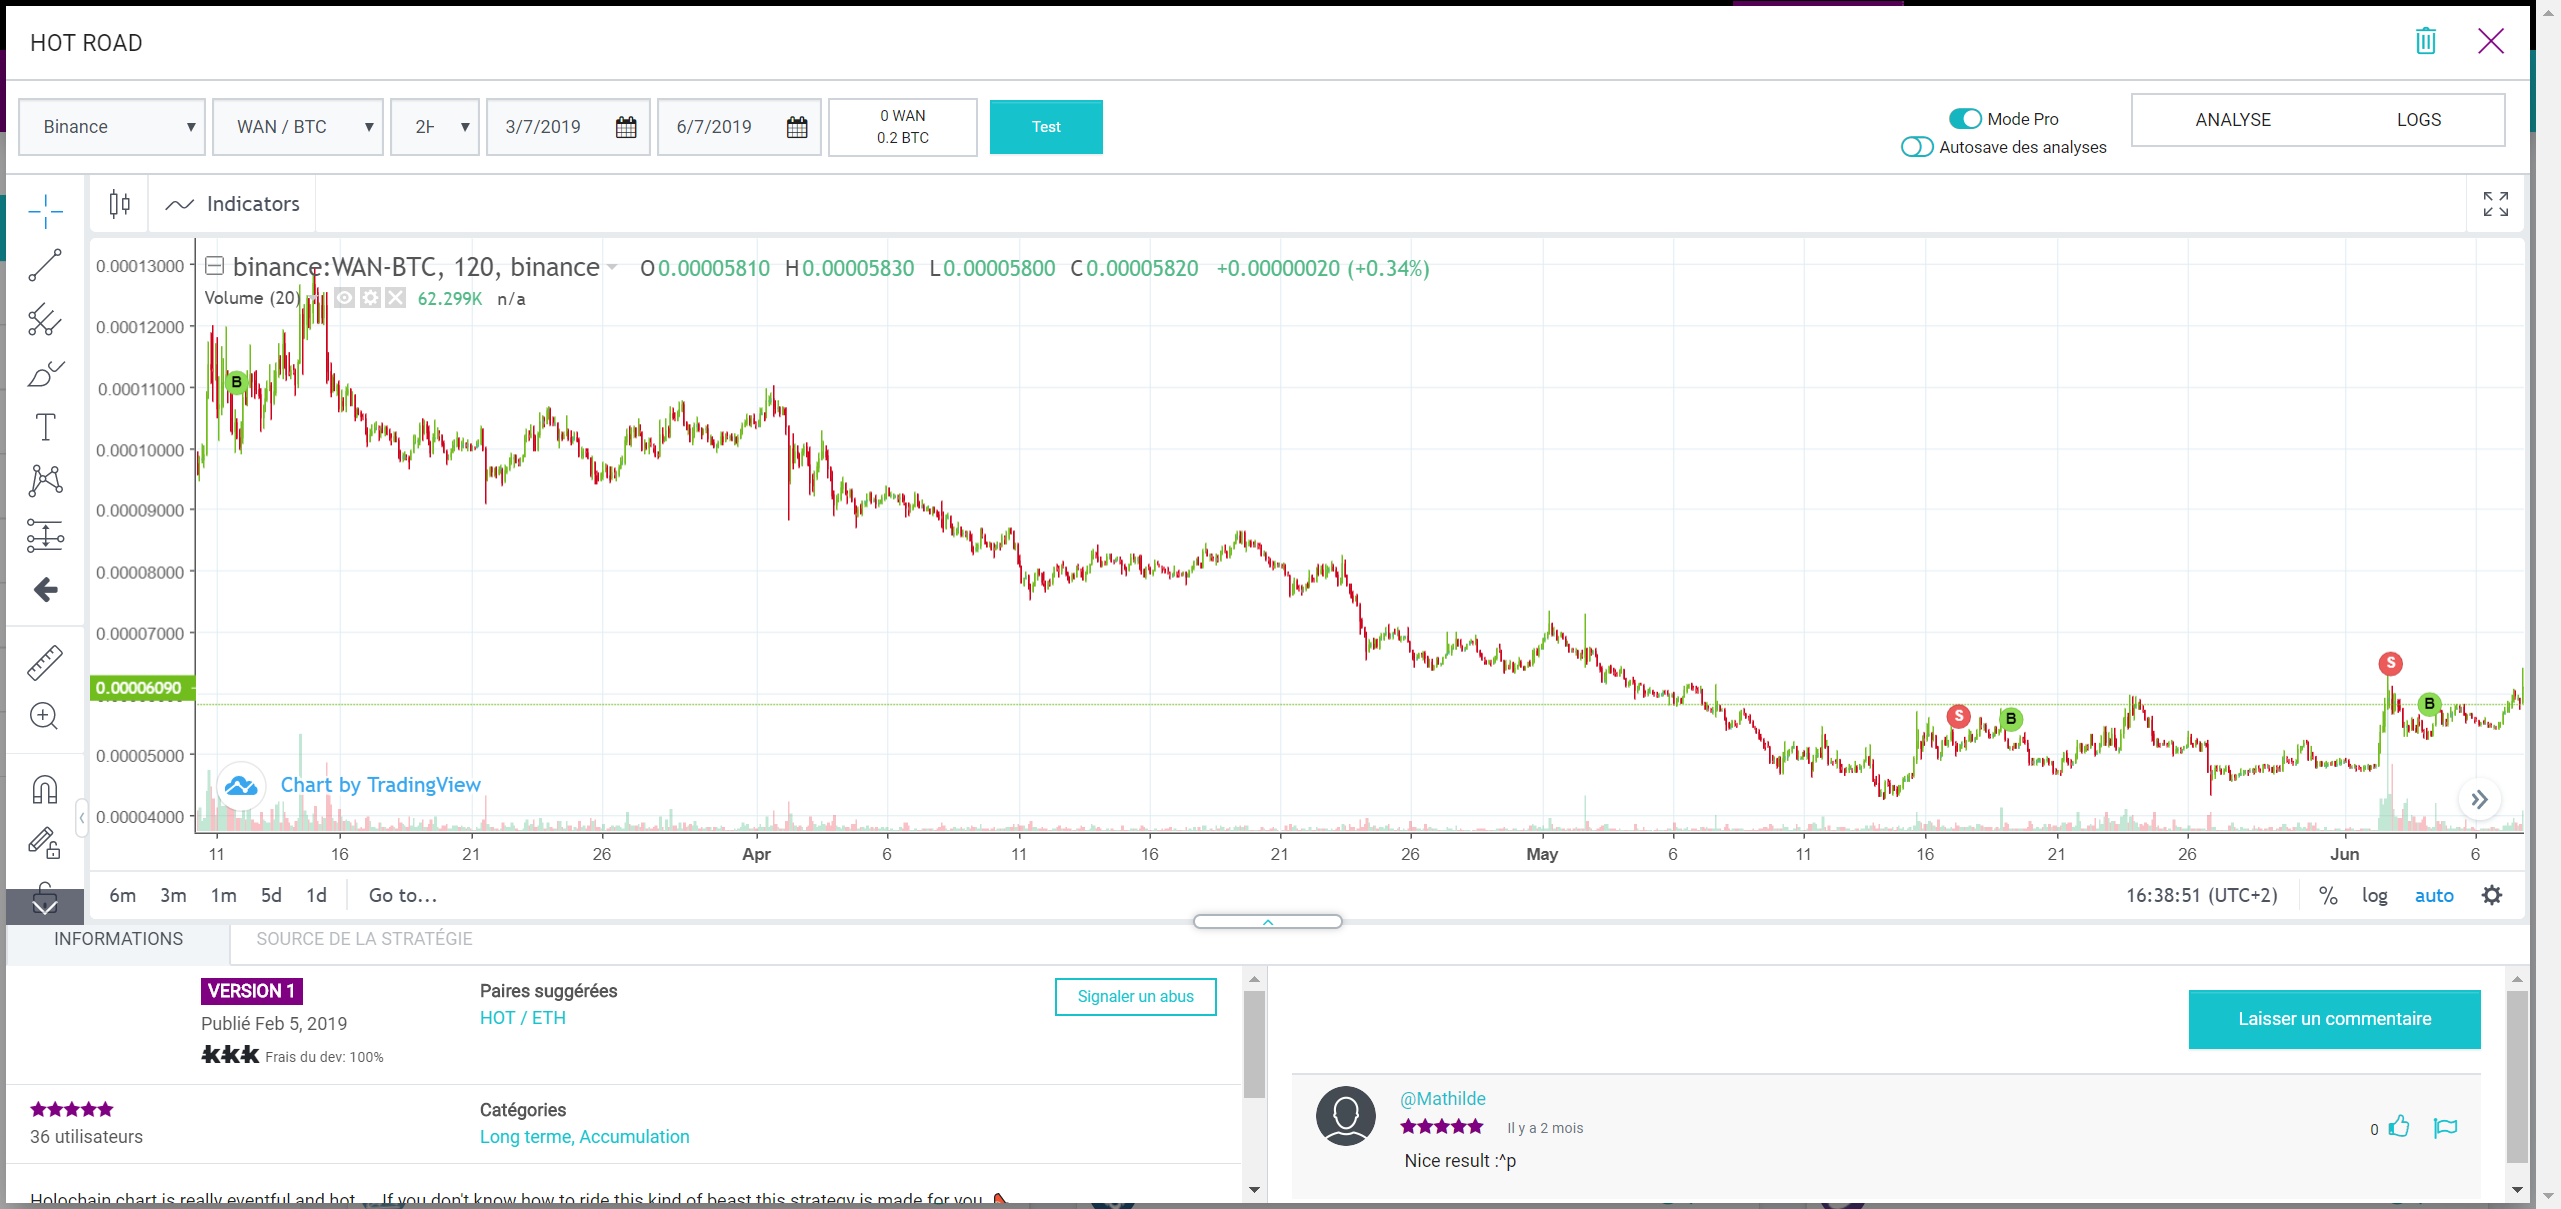 HOT ROAD
Binance
WAN / BTC
2H
3/7/2019
6/7/2019
0 WAN
0.2 BTC
Test
Mode Pro
Autosave des analyses
ANALYSE
LOGS
Indicators
binance:WAN-BTC, 120, binance O0.00005810 H0.00005830 L0.00005800 C0.00005820 +0.00000020 (+0.34%)
Volume (20) 62.299K n/a
0.00013000
0.00012000
0.00011000
0.00010000
0.00009000
0.00008000
0.00007000
0.00006090
0.00005000
0.00004000
B
S
B
S
B
Chart by TradingView
11 16 21 26 Apr 6 11 16 21 26 May 6 11 16 21 26 Jun 6
6m 3m 1m 5d 1d Go to... 16:38:51 (UTC+2) % log auto
INFORMATIONS
SOURCE DE LA STRATÉGIE
VERSION 1
Publié Feb 5, 2019
Frais du dev: 100%
Paires suggérées
HOT / ETH
Signaler un abus
36 utilisateurs
Catégories
Long terme, Accumulation
Holochain chart is really eventful and hot ... If you don't know how to ride this kind of beast this strategy is made for you
Laisser un commentaire
@Mathilde
Il y a 2 mois
0
Nice result :^p